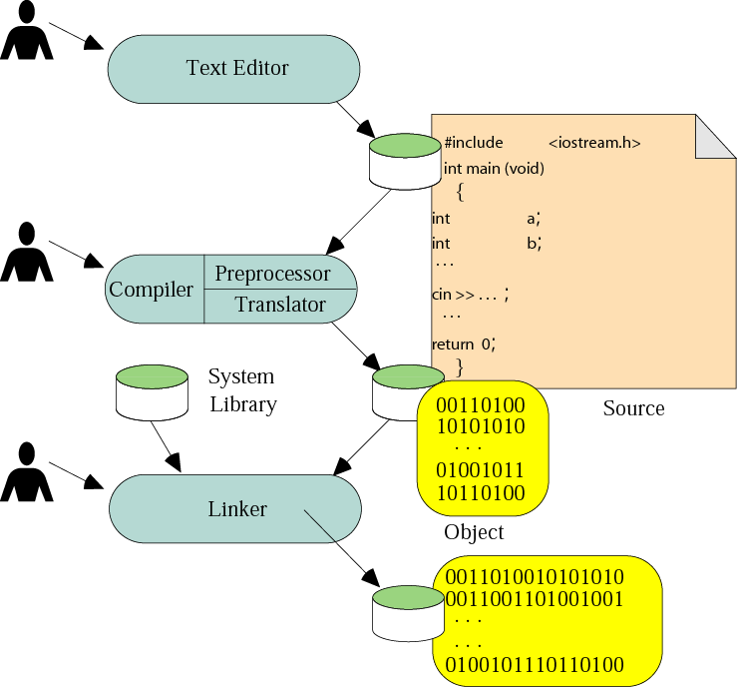 Text Editor
#include <iostream.h>
int main (void)
{
int a;
int b;
...
cin >> ... ;
...
return 0;
}
Source
Compiler
Preprocessor
Translator
System
Library
00110100
10101010
...
01001011
10110100
Object
Linker
0011010010101010
0011001101001001
...
...
0100101110110100